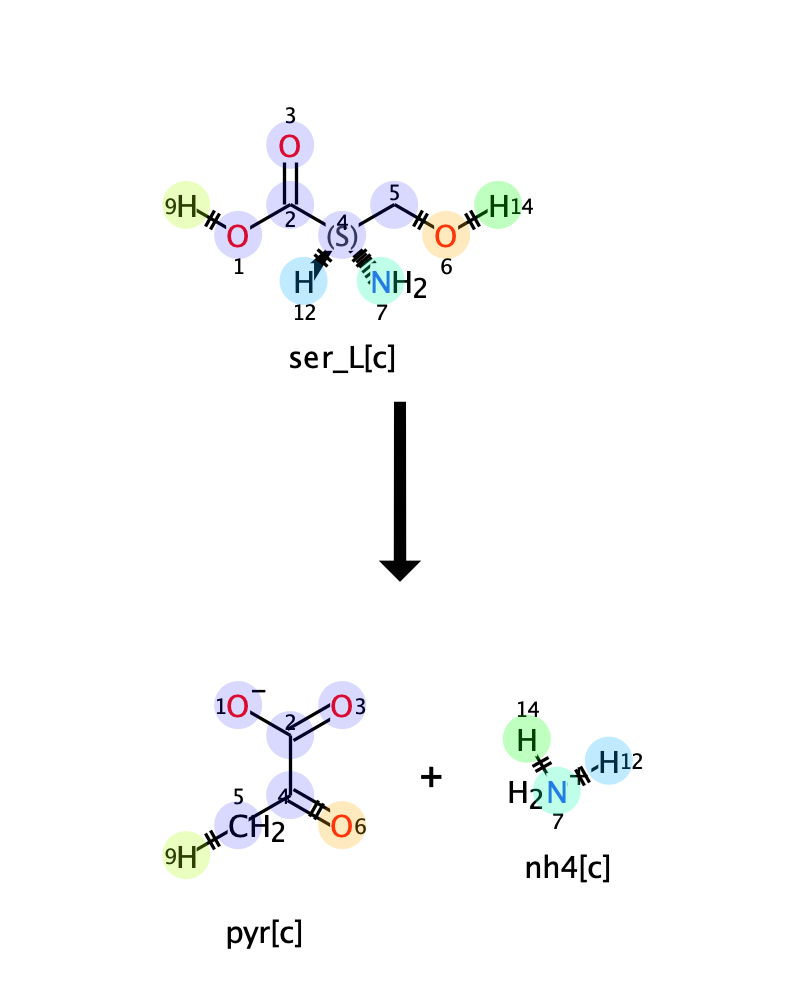 3
O
9H 5 H14
2 4
O (S) O
1 6
H NH2
12 7
ser_L[c]
1O− O3
2
14
H
H12
+
5 4
H2N+
CH2 O6
7
9H
nh4[c]
pyr[c]